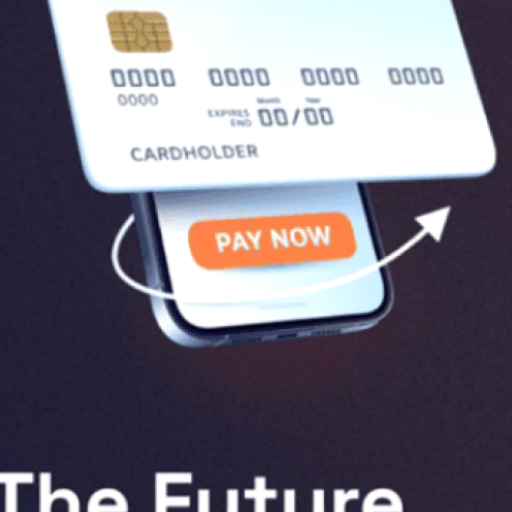 0000 0000 0000 0000
0000
Month Year
EXPIRES END 00/00
CARDHOLDER
PAY NOW
The Future